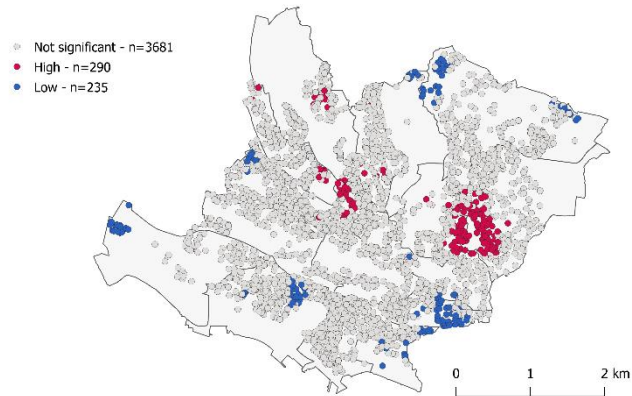 Not significant - n=3681
High - n=290
Low - n=235
0 1 2 km